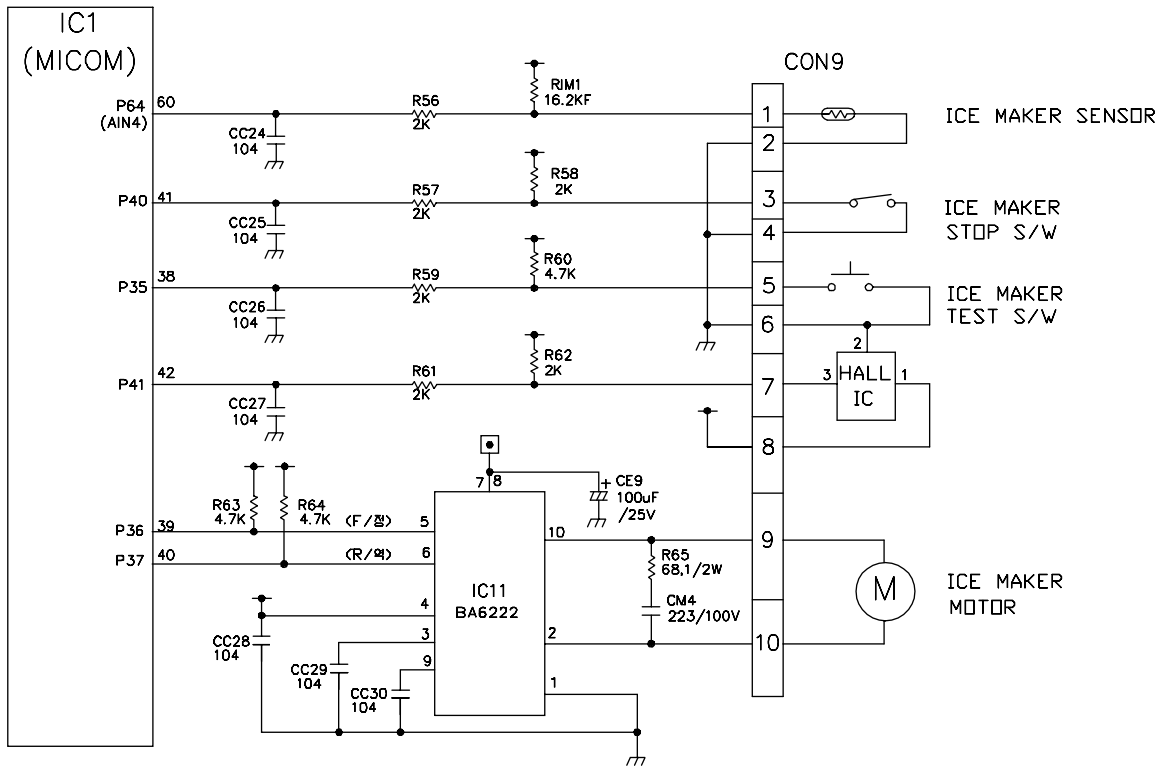 IC1
(MICOM)
CON9
P64
(AIN4)
60
R56
2K
RIM1
16.2KF
CC24
104
1
2
ICE MAKER SENSOR
P40
41
R57
2K
R58
2K
CC25
104
3
4
ICE MAKER
STOP S/W
P35
38
R59
2K
R60
4.7K
CC26
104
5
6
ICE MAKER
TEST S/W
P41
42
R61
2K
R62
2K
CC27
104
7
8
2
3
HALL
IC
1
7
8
+
CE9
100uF
/25V
R63
4.7K
R64
4.7K
P36
39
(F/정)
5
P37
40
(R/역)
6
IC11
BA6222
10
R65
68,1/2W
CM4
223/100V
9
10
M
ICE MAKER
MOTOR
4
3
9
2
1
CC28
104
CC29
104
CC30
104